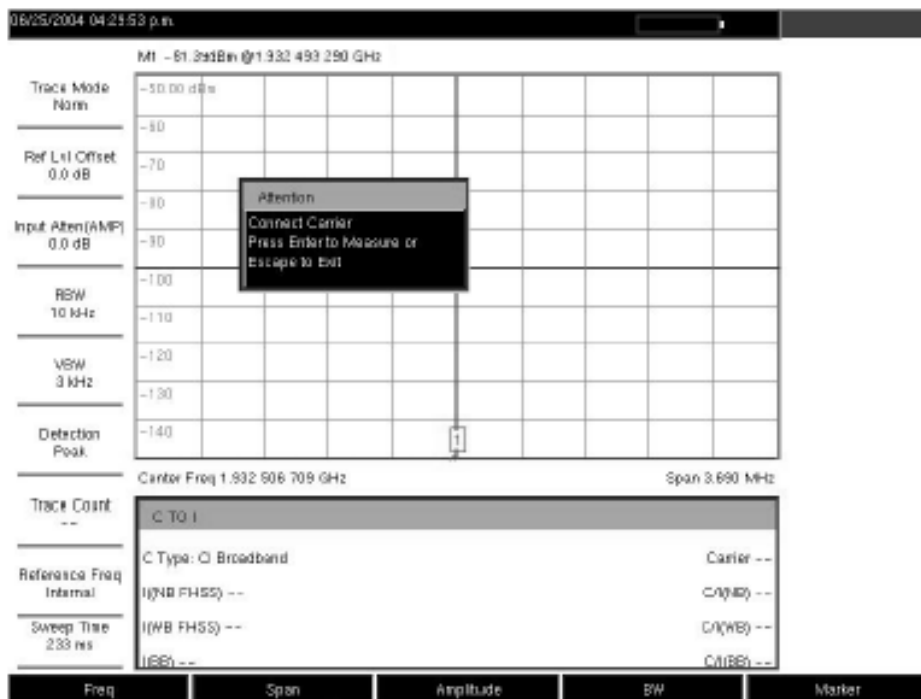 06/25/2004 04:29:53 p.m.
M1 -81.39dBm @1.932 493 290 GHz
Trace Mode
Norm
Ref Lvl Offset
0.0 dB
Input Atten(AMP)
0.0 dB
RBW
10 kHz
VBW
3 kHz
Detection
Peak
Trace Count
--
Reference Freq
Internal
Sweep Time
233 ms
-50.00 dBm
-60
-70
-80
-90
-100
-110
-120
-130
-140
Attention
Connect Carrier
Press Enter to Measure or
Escape to Exit
1
Center Freq 1.932 506 709 GHz
Span 3.690 MHz
C TO I
C Type: CI Broadband
Carrier --
I(NB FHSS) --
C/I(NB) --
I(WB FHSS) --
C/I(WB) --
I(BB) --
C/I(BB) --
Freq
Span
Amplitude
BW
Marker